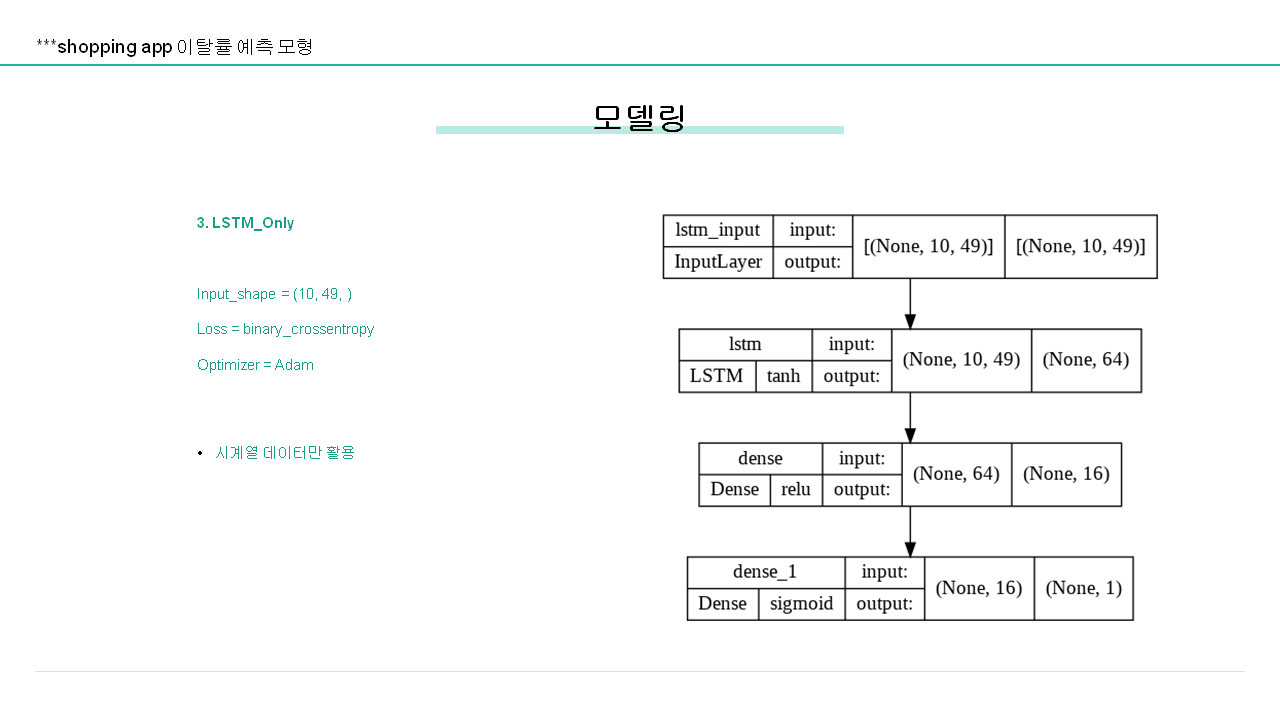 ***shopping app 이탈률 예측 모형
모델링
3. LSTM_Only
Input_shape = (10, 49, )
Loss = binary_crossentropy
Optimizer = Adam
• 시계열 데이터만 활용
lstm_input input: [(None, 10, 49)] [(None, 10, 49)]
InputLayer output:
lstm input: (None, 10, 49) (None, 64)
LSTM tanh output:
dense input: (None, 64) (None, 16)
Dense relu output:
dense_1 input: (None, 16) (None, 1)
Dense sigmoid output: